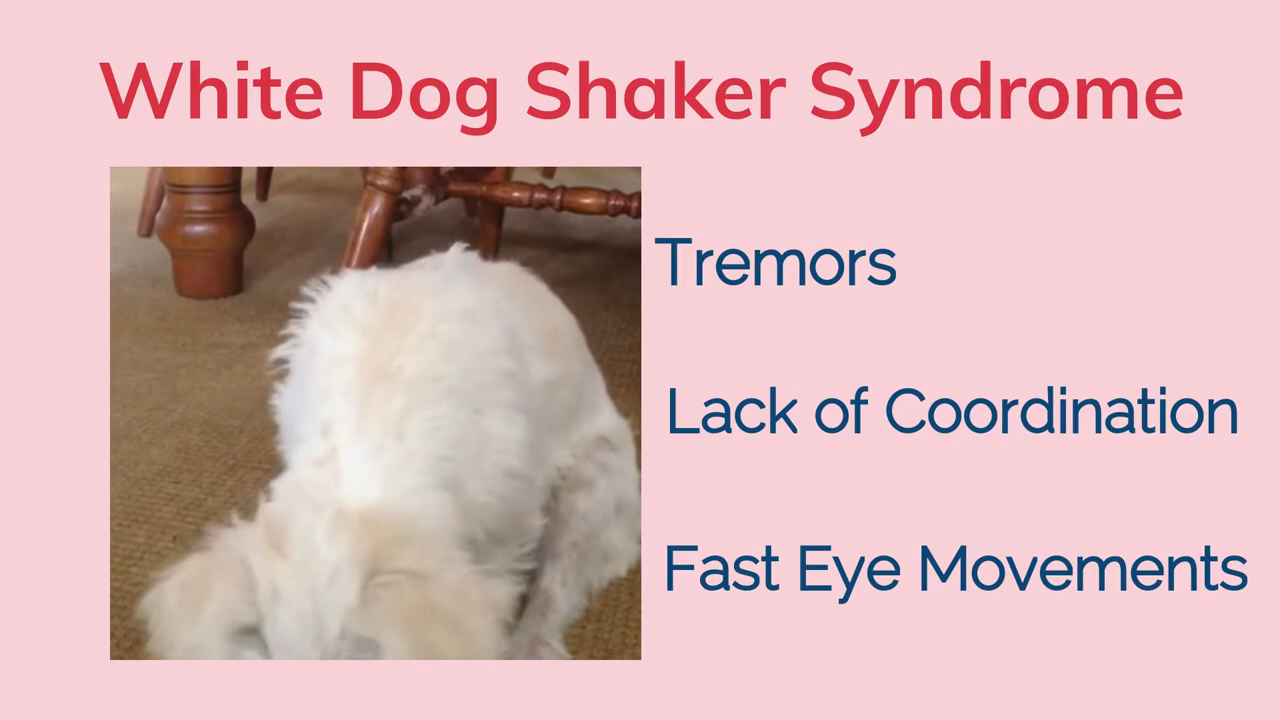 White Dog Shaker Syndrome
Tremors
Lack of Coordination
Fast Eye Movements